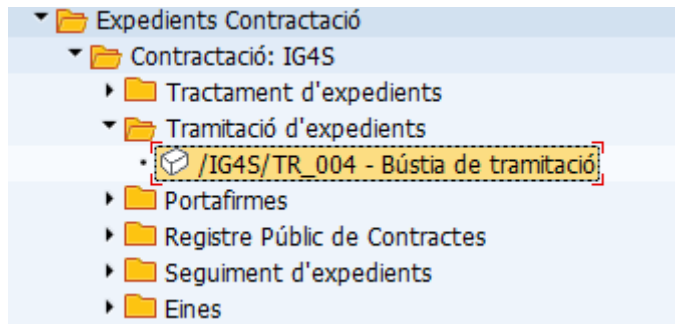 Expedients Contractació
Contractació: IG4S
Tractament d'expedients
Tramitació d'expedients
/IG4S/TR_004 - Bústia de tramitació
Portafirmes
Registre Públic de Contractes
Seguiment d'expedients
Eines